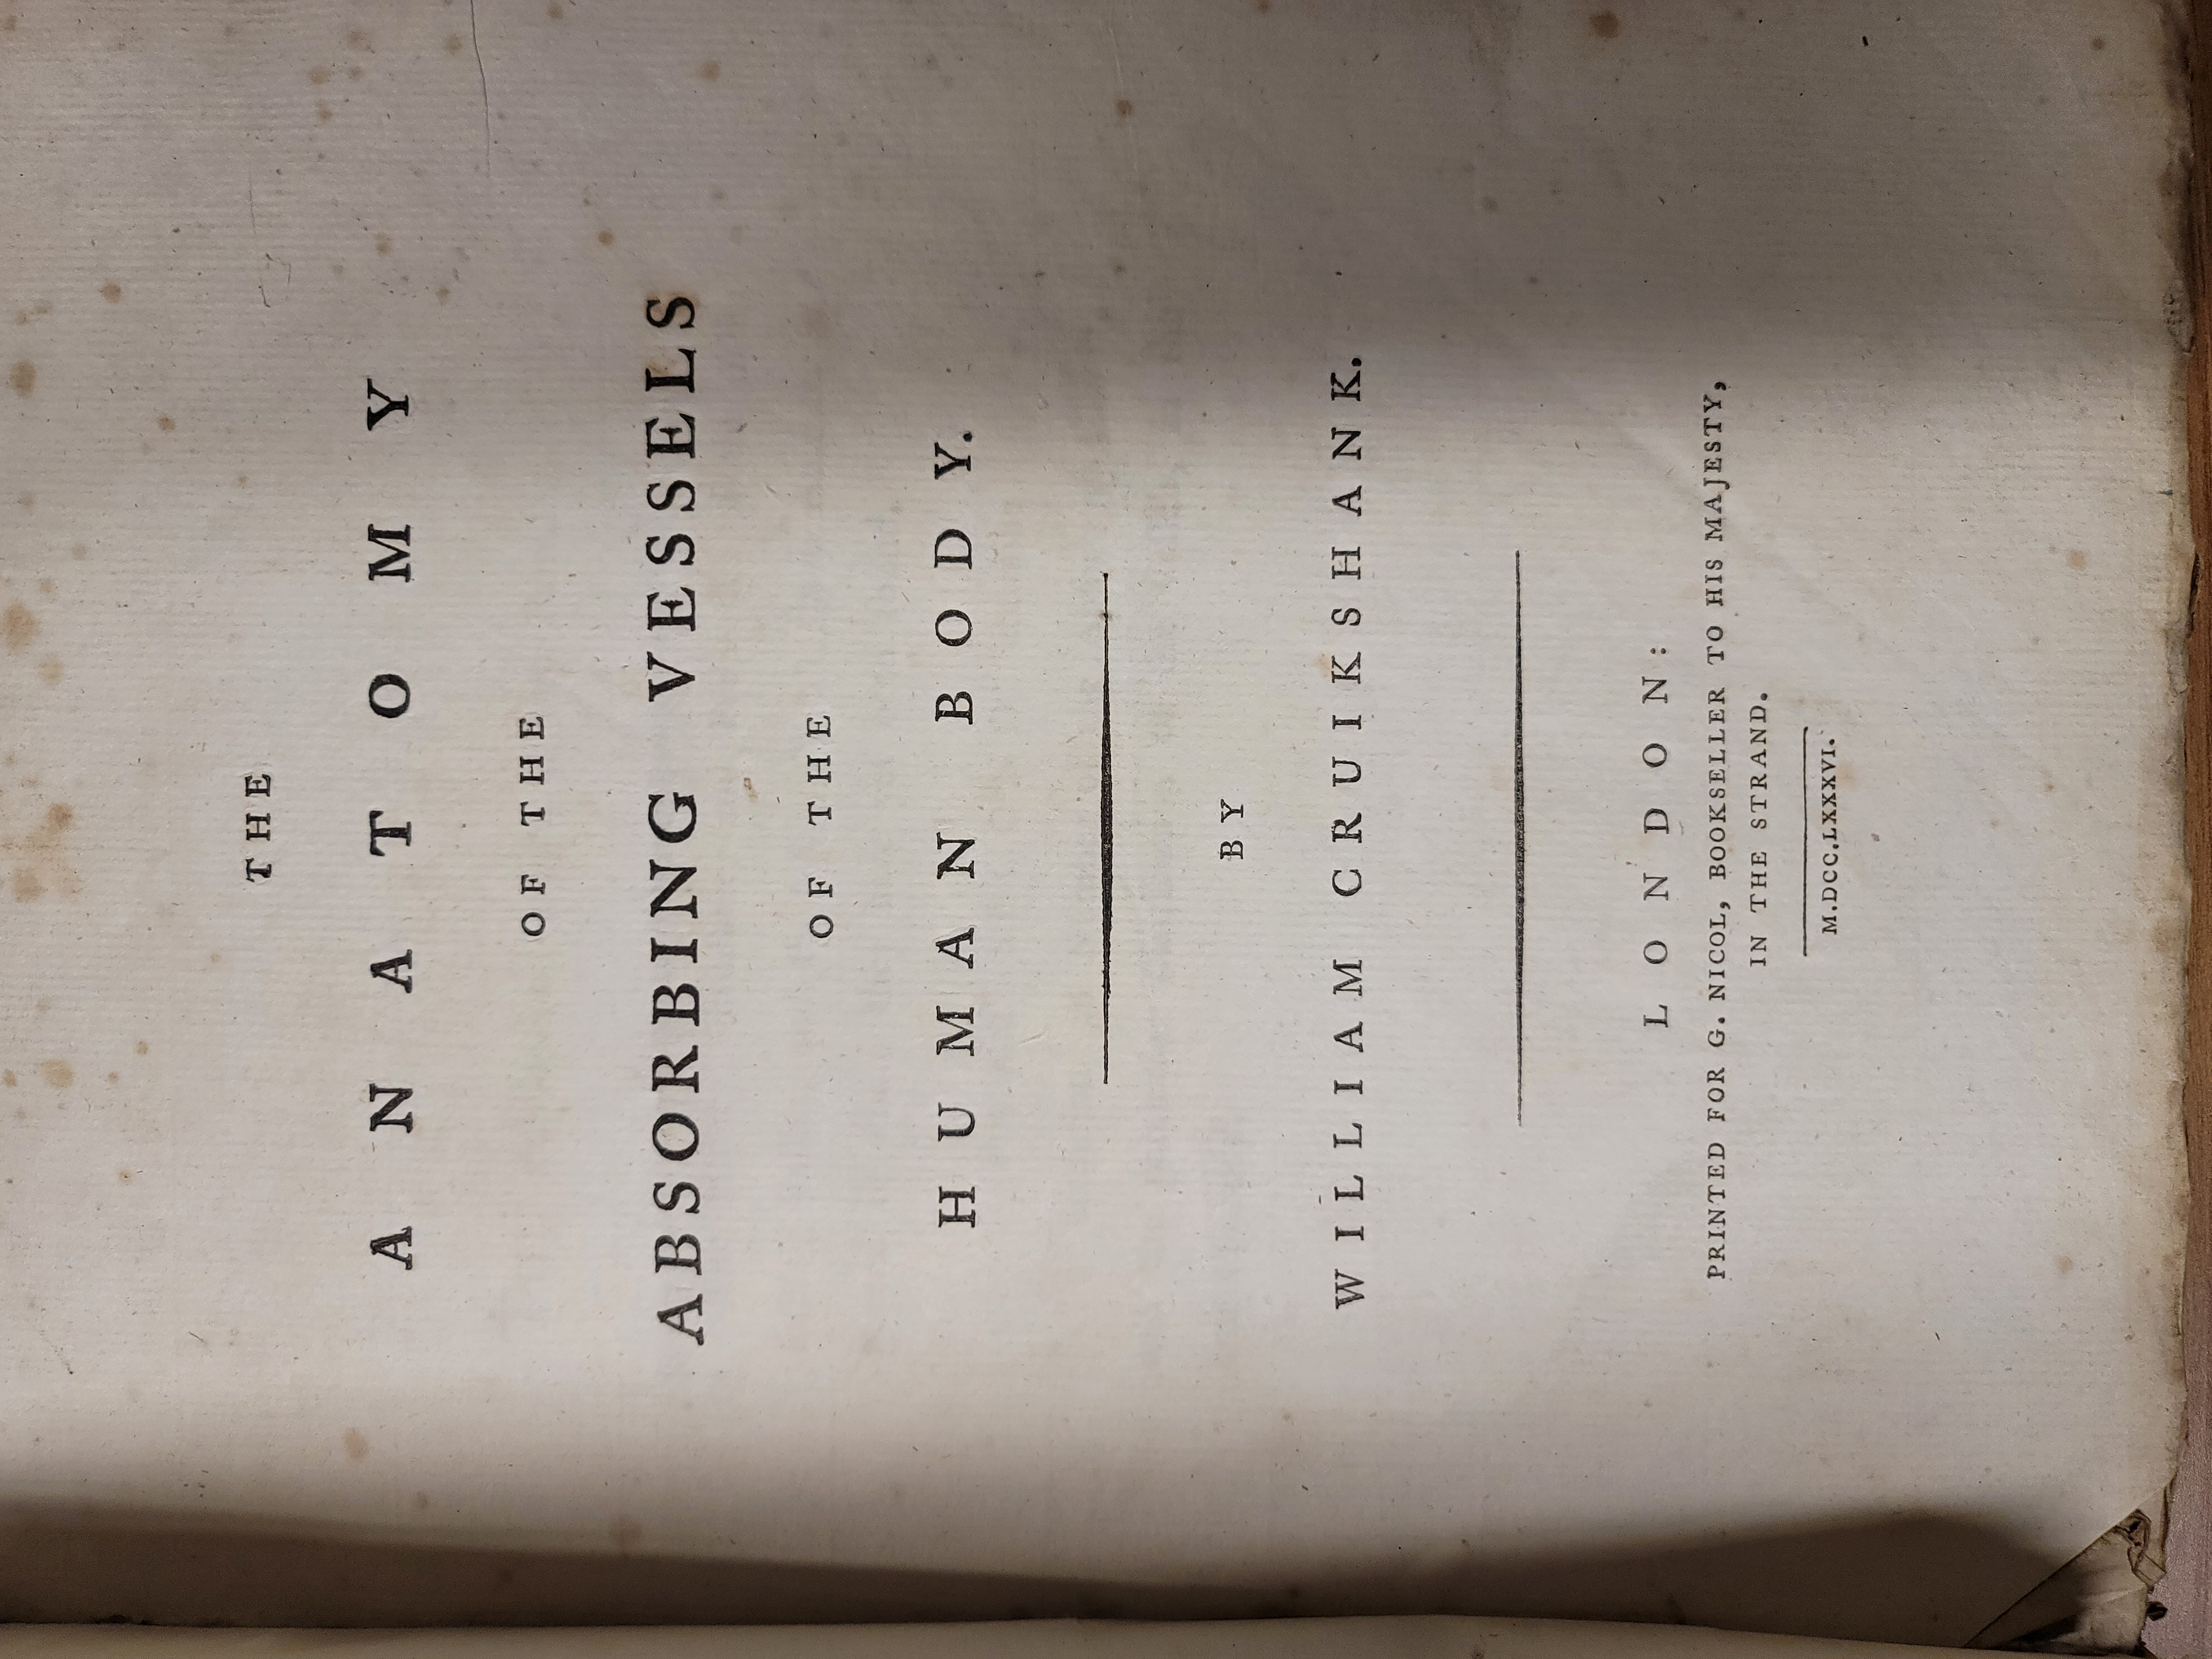 THE
ANATOMY
OF THE
ABSORBING VESSELS
OF THE
HUMAN BODY.
BY
WILLIAM CRUIKSHANK.
LONDON:
PRINTED FOR G. NICOL, BOOKSELLER TO HIS MAJESTY,
IN THE STRAND.
M.DCC.LXXXVI.